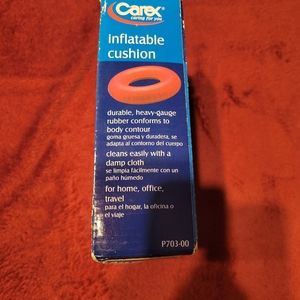 Carex®
caring for you
inflatable
cushion
durable, heavy-gauge
rubber conforms to
body contour
goma gruesa y duradera, se
adapta al contorno del cuerpo
cleans easily with a
damp cloth
se limpia fácilmente con un
paño húmedo
for home, office,
travel
para el hogar, la oficina o
el viaje
P703-00